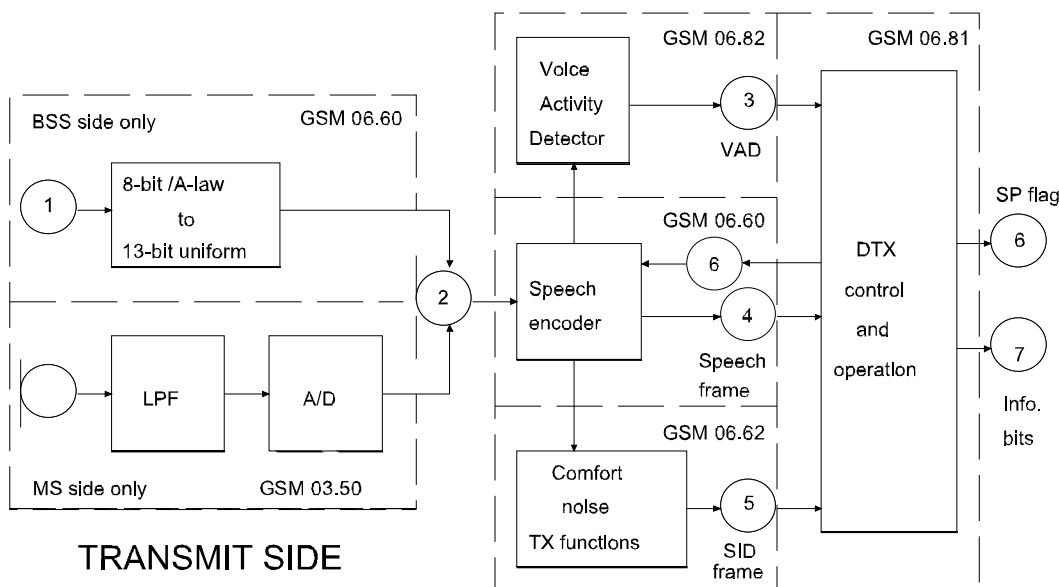 GSM 06.82
GSM 06.81
Volce
Activity
Detector
3
VAD
BSS side only
GSM 06.60
1
8-bit /A-law
to
13-bit uniform
2
GSM 06.60
Speech
encoder
6
4
Speech
frame
DTX
control
and
operation
SP flag
6
7
Info.
bits
LPF
A/D
MS side only
GSM 03.50
GSM 06.62
Comfort
nolse
TX functlons
5
SID
frame
TRANSMIT SIDE